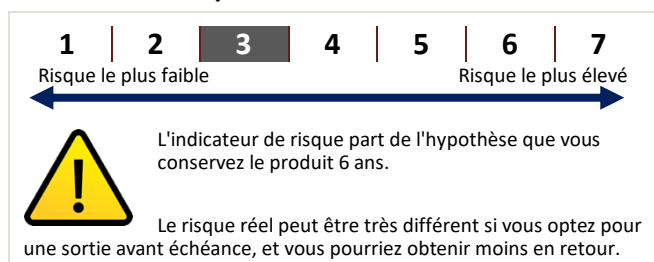 1 2 3 4 5 6 7
Risque le plus faible Risque le plus élevé
L'indicateur de risque part de l'hypothèse que vous
conservez le produit 6 ans.
Le risque réel peut être très différent si vous optez pour
une sortie avant échéance, et vous pourriez obtenir moins en retour.